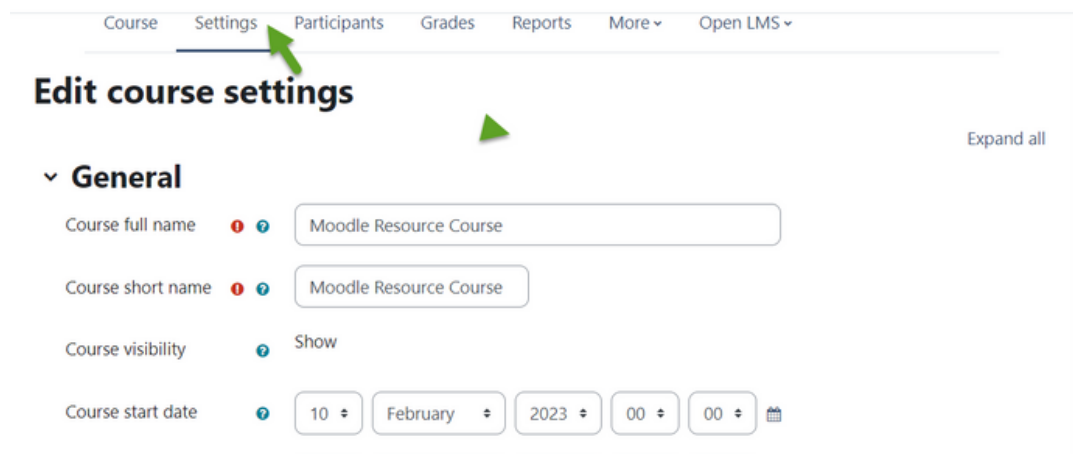 Course Settings Participants Grades Reports More Open LMS
Edit course settings
Expand all
General
Course full name Moodle Resource Course
Course short name Moodle Resource Course
Course visibility Show
Course start date 10 February 2023 00 00